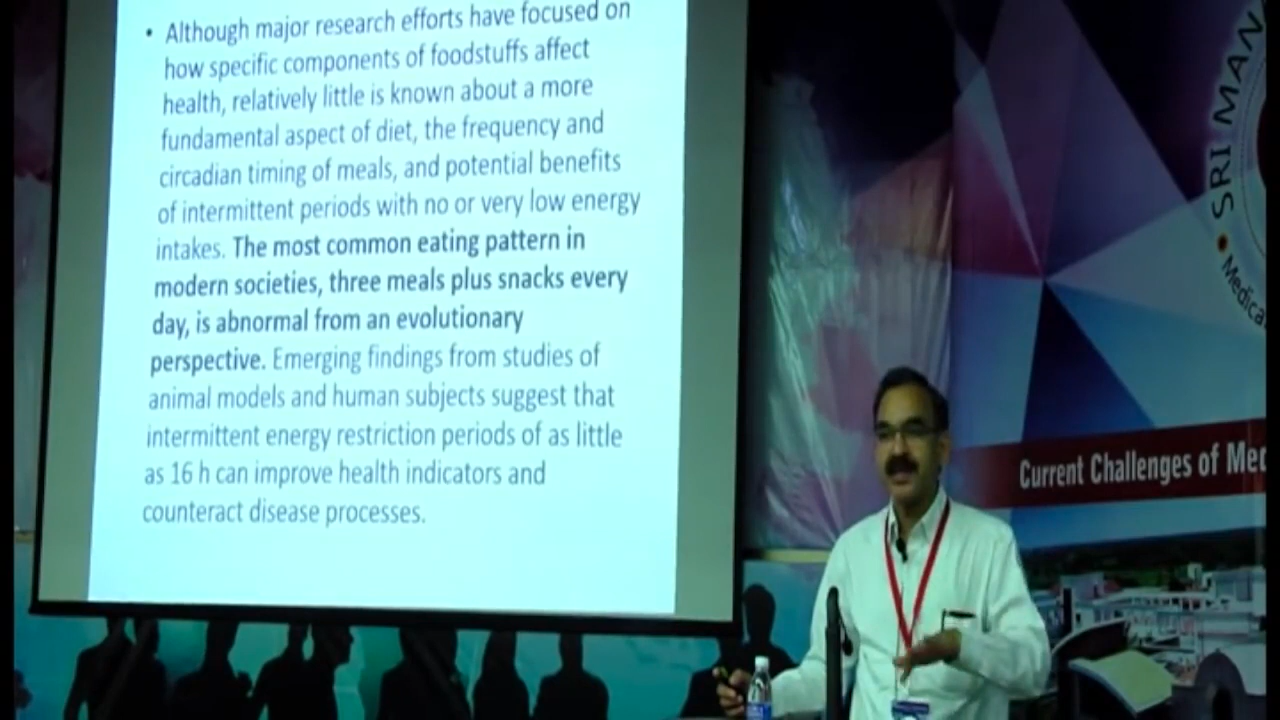 • Although major research efforts have focused on
how specific components of foodstuffs affect
health, relatively little is known about a more
fundamental aspect of diet, the frequency and
circadian timing of meals, and potential benefits
of intermittent periods with no or very low energy
intakes. The most common eating pattern in
modern societies, three meals plus snacks every
day, is abnormal from an evolutionary
perspective. Emerging findings from studies of
animal models and human subjects suggest that
intermittent energy restriction periods of as little
as 16 h can improve health indicators and
counteract disease processes.
SRI MAN
• Medica
Current Challenges of Med